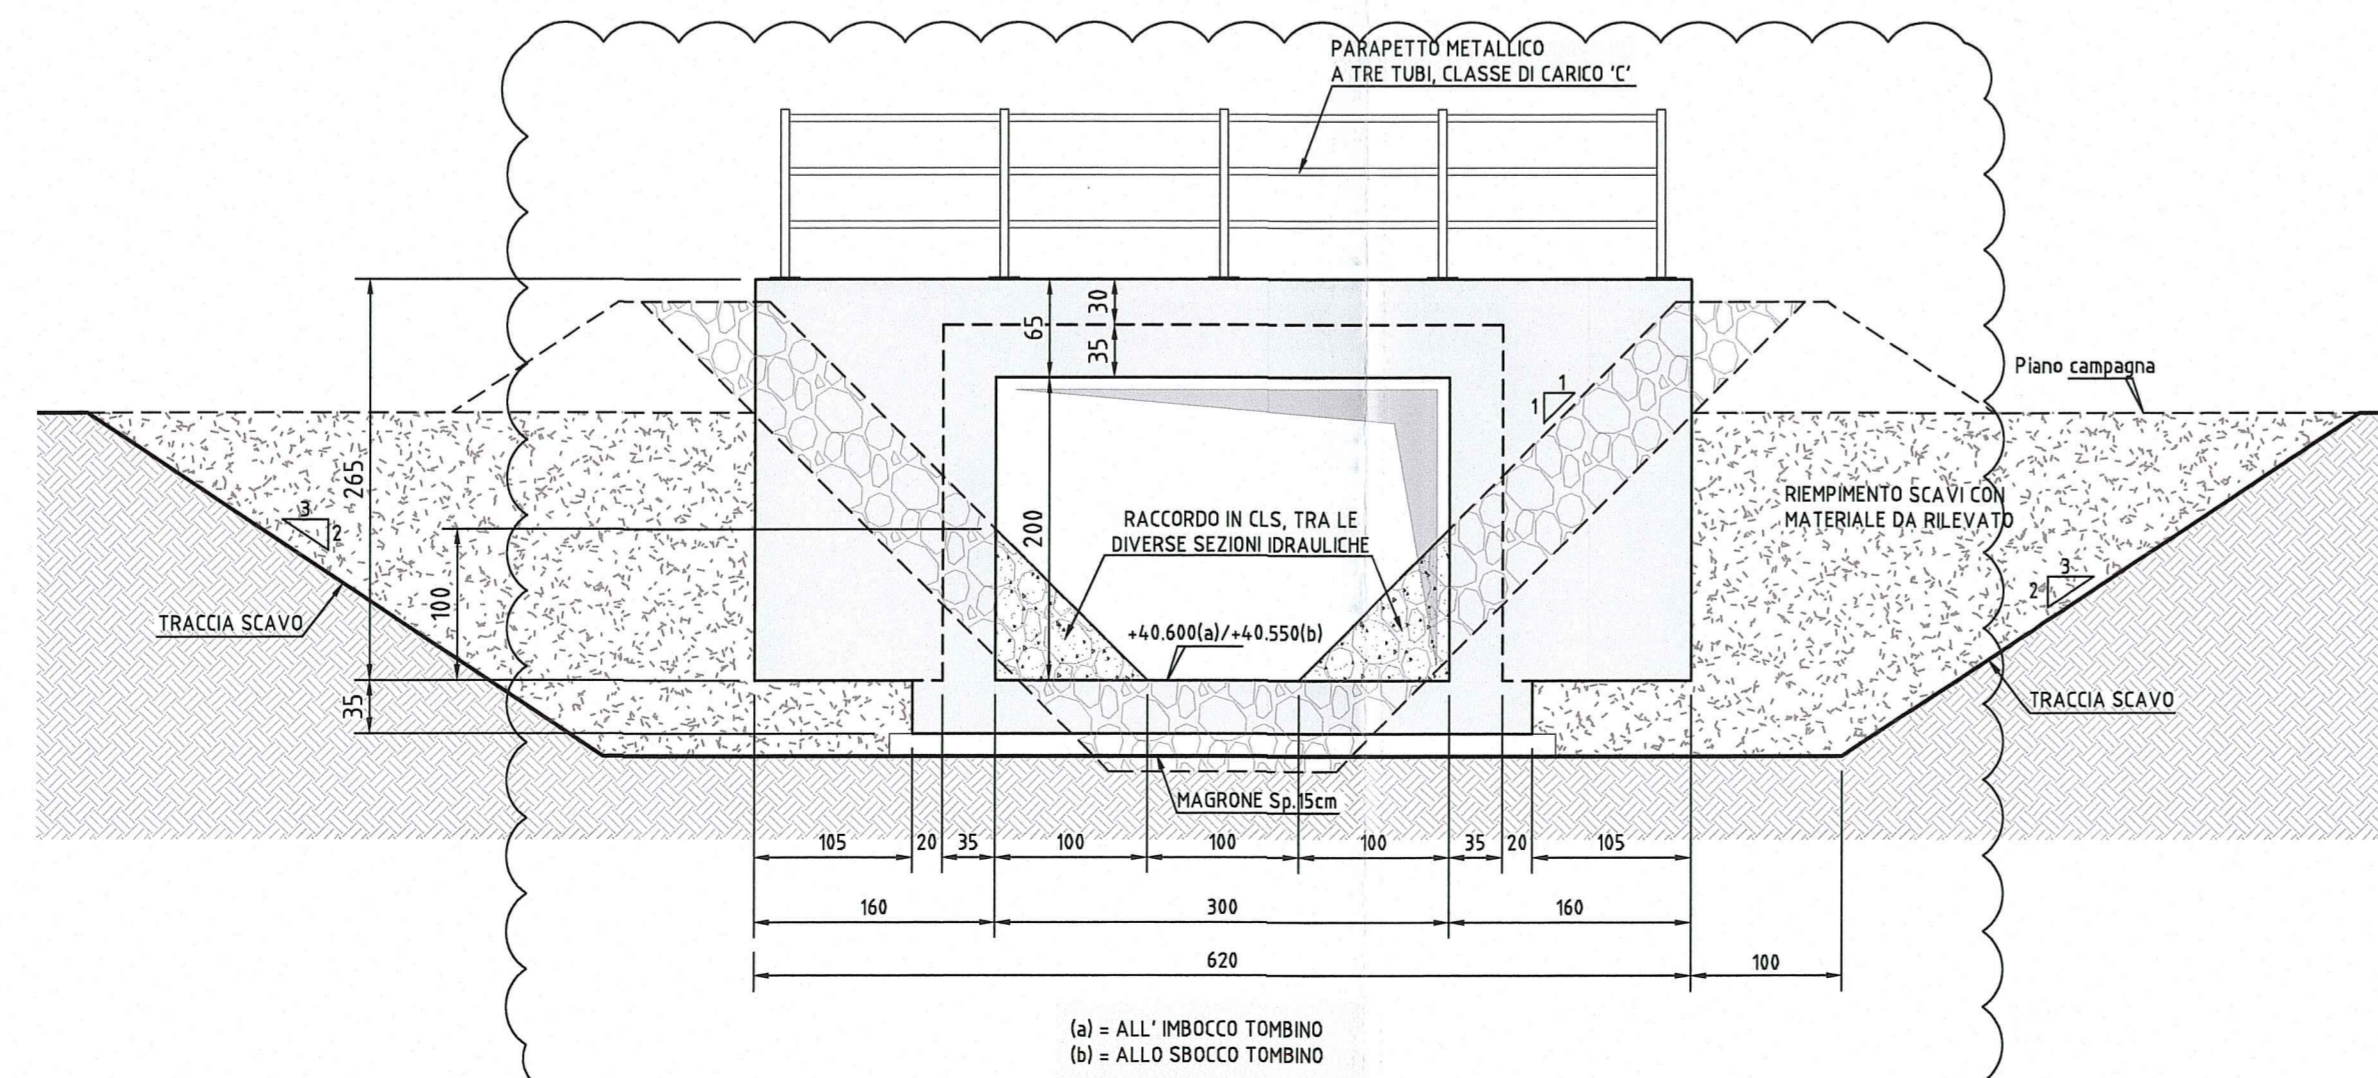 PARAPETTO METALLICO
A TRE TUBI, CLASSE DI CARICO 'C'
30
65
35
Piano campagna
1
1
265
200
RIEMPIMENTO SCAVI CON
MATERIALE DA RILEVATO
3
2
RACCORDO IN CLS, TRA LE
DIVERSE SEZIONI IDRAULICHE
100
3
2
TRACCIA SCAVO
+40.600(a)/+40.550(b)
35
TRACCIA SCAVO
MAGRONE Sp.15cm
105 20 35 100 100 100 35 20 105
160 300 160
620 100
(a) = ALL' IMBOCCO TOMBINO
(b) = ALLO SBOCCO TOMBINO